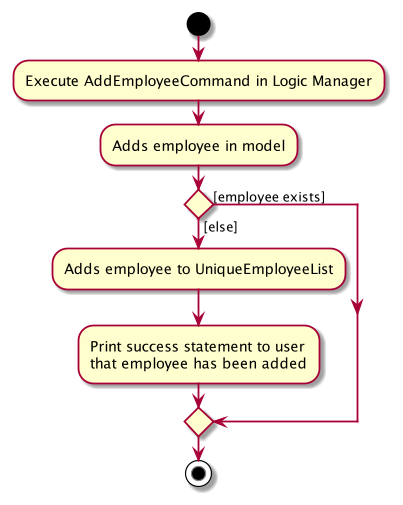 Execute AddEmployeeCommand in Logic Manager
Adds employee in model
[employee exists]
[else]
Adds employee to UniqueEmployeeList
Print success statement to user
that employee has been added